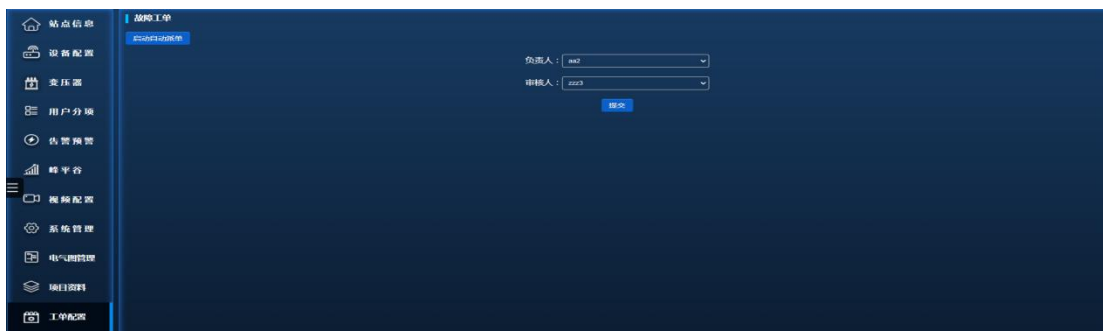 站点信息
设备配置
变压器
用户分项
告警预警
峰平谷
视频配置
系统管理
电气图管理
项目资料
工单配置
故障工单
启动自动派单
负责人： aa2
审核人： zzz3
提交